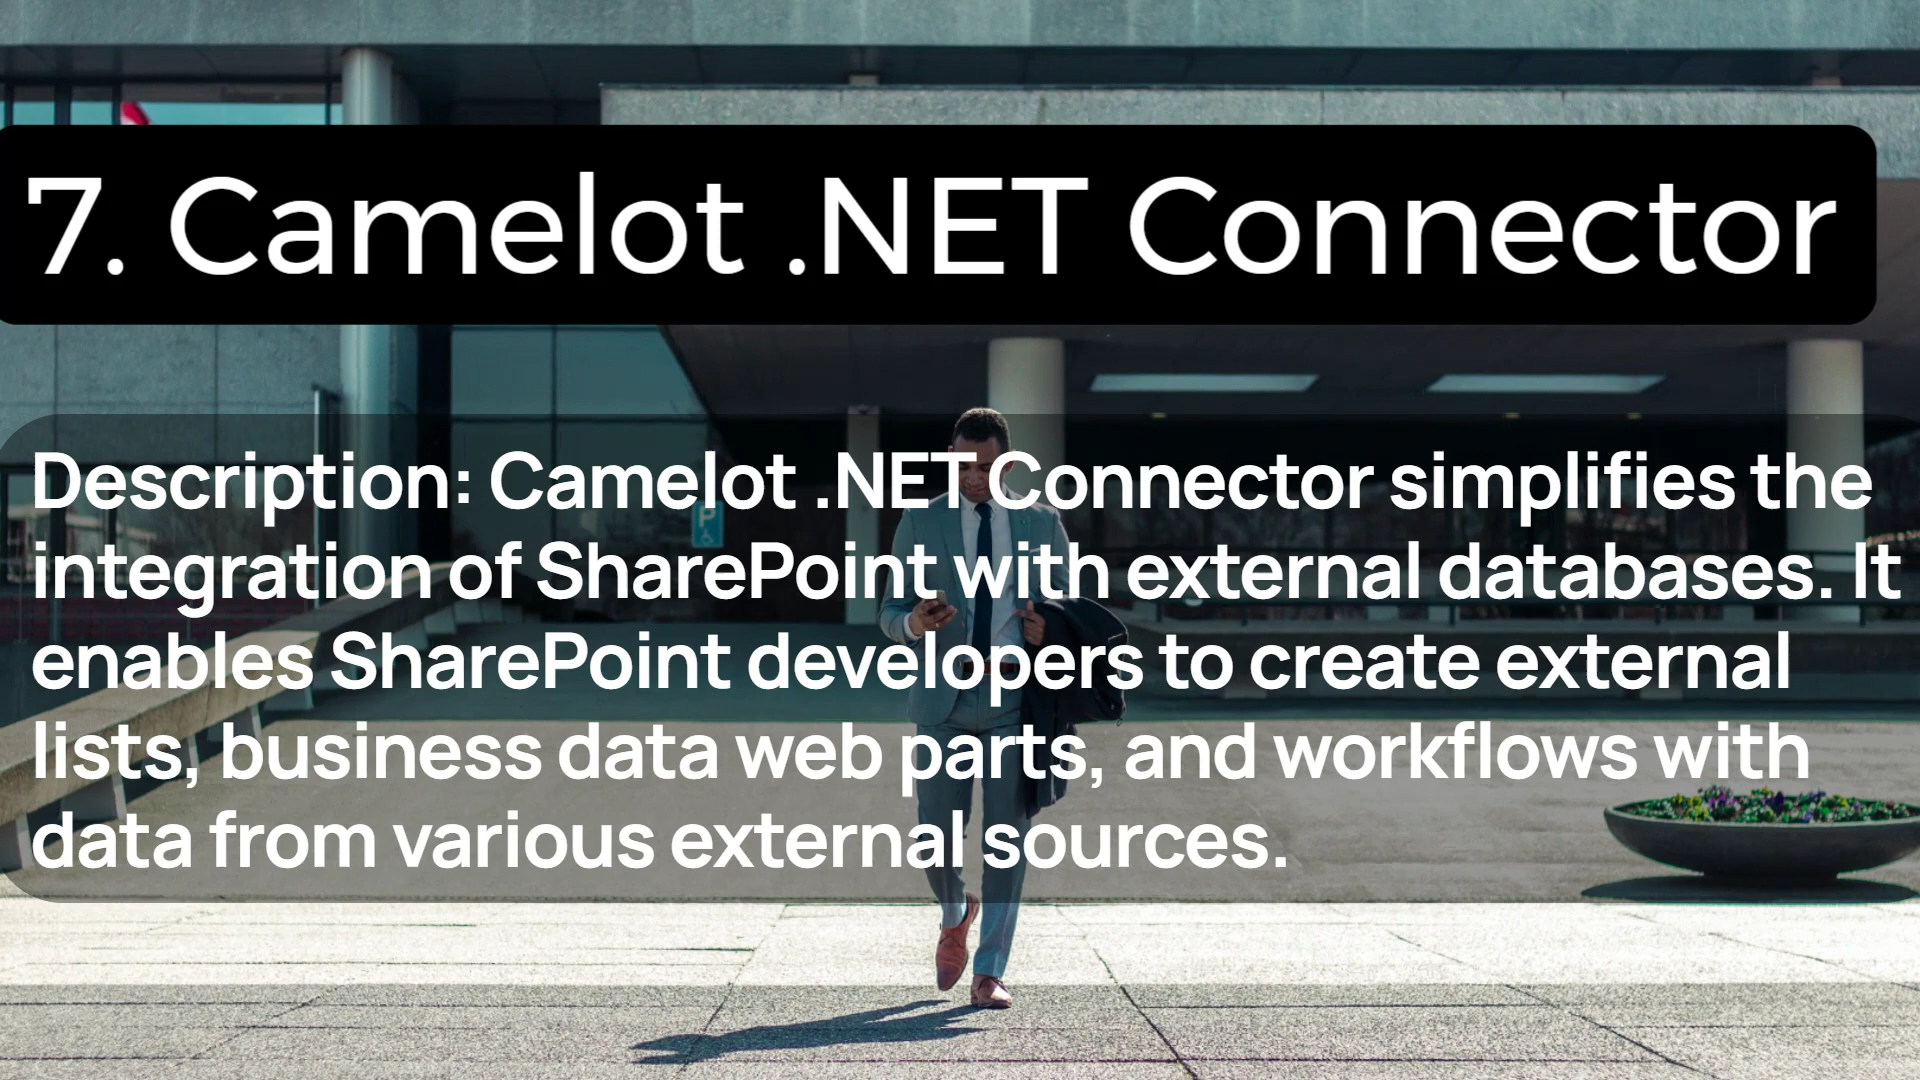 7. Camelot .NET Connector
Description: Camelot .NET Connector simplifies the
integration of SharePoint with external databases. It
enables SharePoint developers to create external
lists, business data web parts, and workflows with
data from various external sources.
P